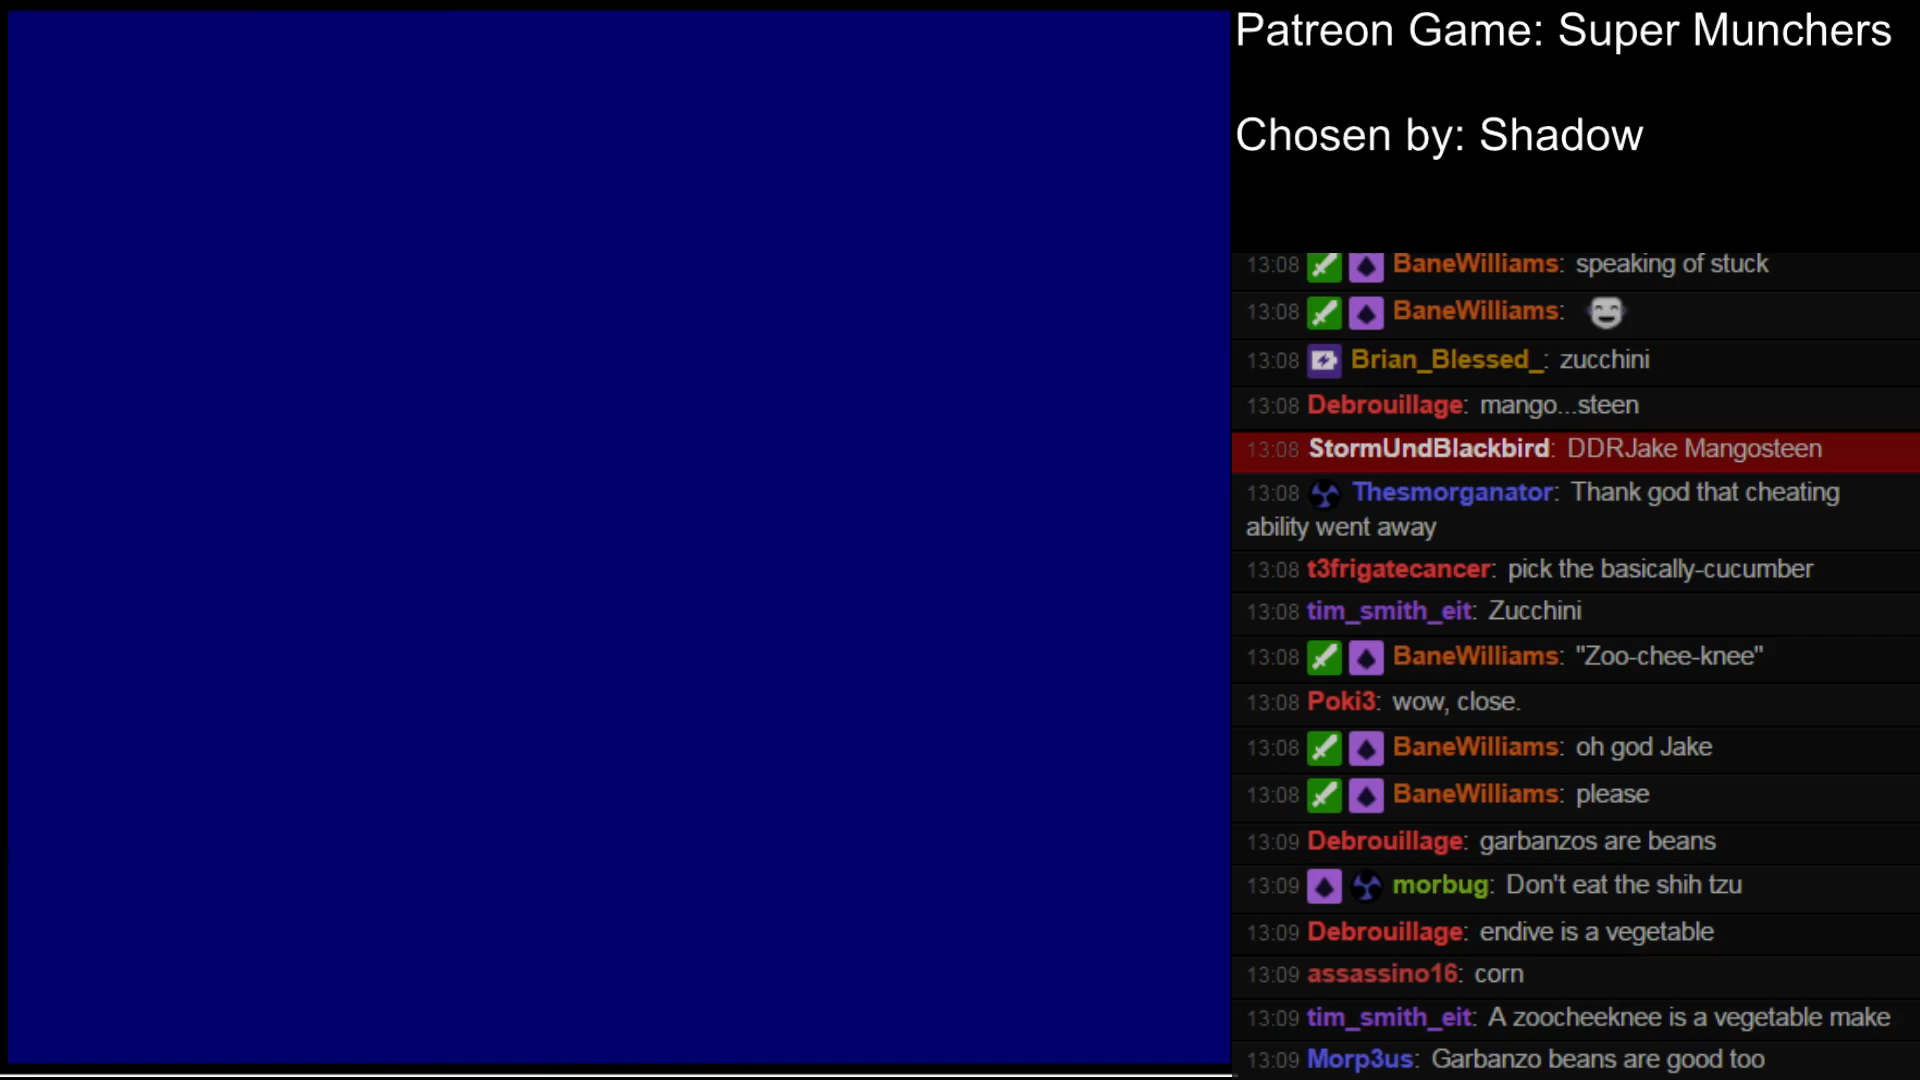 Patreon Game: Super Munchers
Chosen by: Shadow
13:08 BaneWilliams: speaking of stuck
13:08 BaneWilliams:
13:08 Brian_Blessed_: zucchini
13:08 Debrouillage: mango...steen
13:08 StormUndBlackbird: DDRJake Mangosteen
13:08 Thesmorganator: Thank god that cheating
ability went away
13:08 t3frigatecancer: pick the basically-cucumber
13:08 tim_smith_eit: Zucchini
13:08 BaneWilliams: "Zoo-chee-knee"
13:08 Poki3: wow, close.
13:08 BaneWilliams: oh god Jake
13:08 BaneWilliams: please
13:09 Debrouillage: garbanzos are beans
13:09 morbug: Don't eat the shih tzu
13:09 Debrouillage: endive is a vegetable
13:09 assassino16: corn
13:09 tim_smith_eit: A zoocheeknee is a vegetable make
13:09 Morp3us: Garbanzo beans are good too